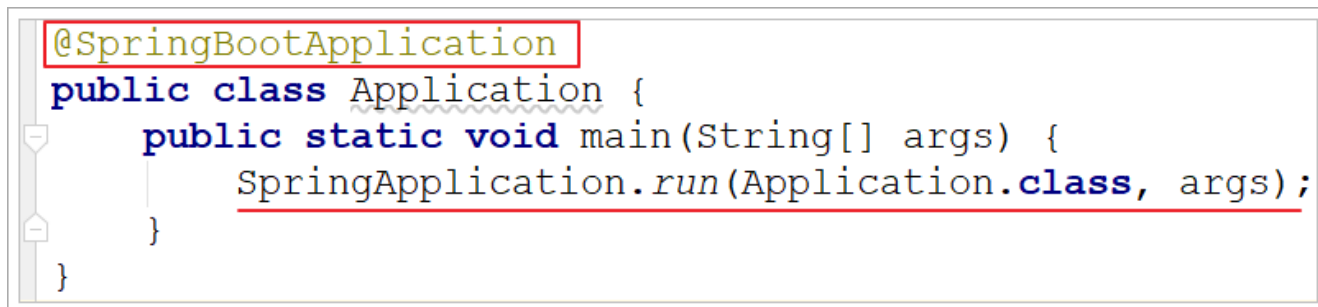 @SpringBootApplication
public class Application {
    public static void main(String[] args) {
        SpringApplication.run(Application.class, args);
    }
}